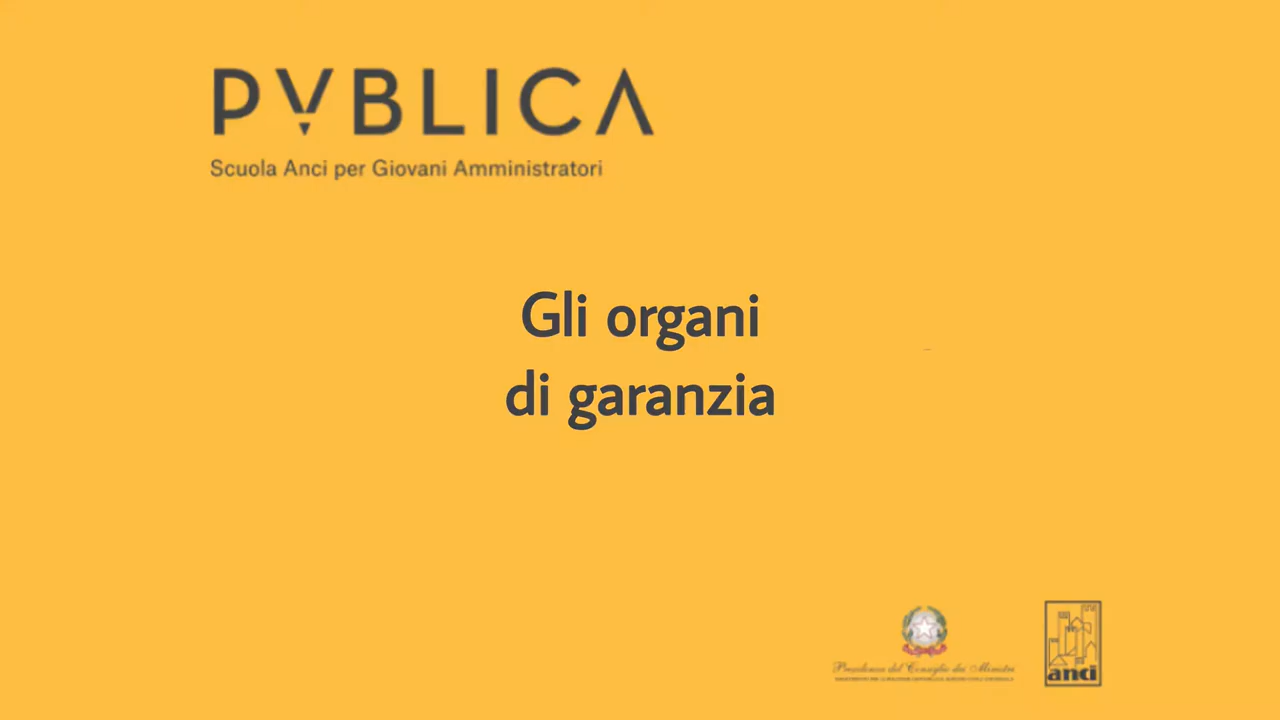 PVBLICA
Scuola Anci per Giovani Amministratori
Gli organi
di garanzia
Presidenza del Consiglio dei Ministri
anci